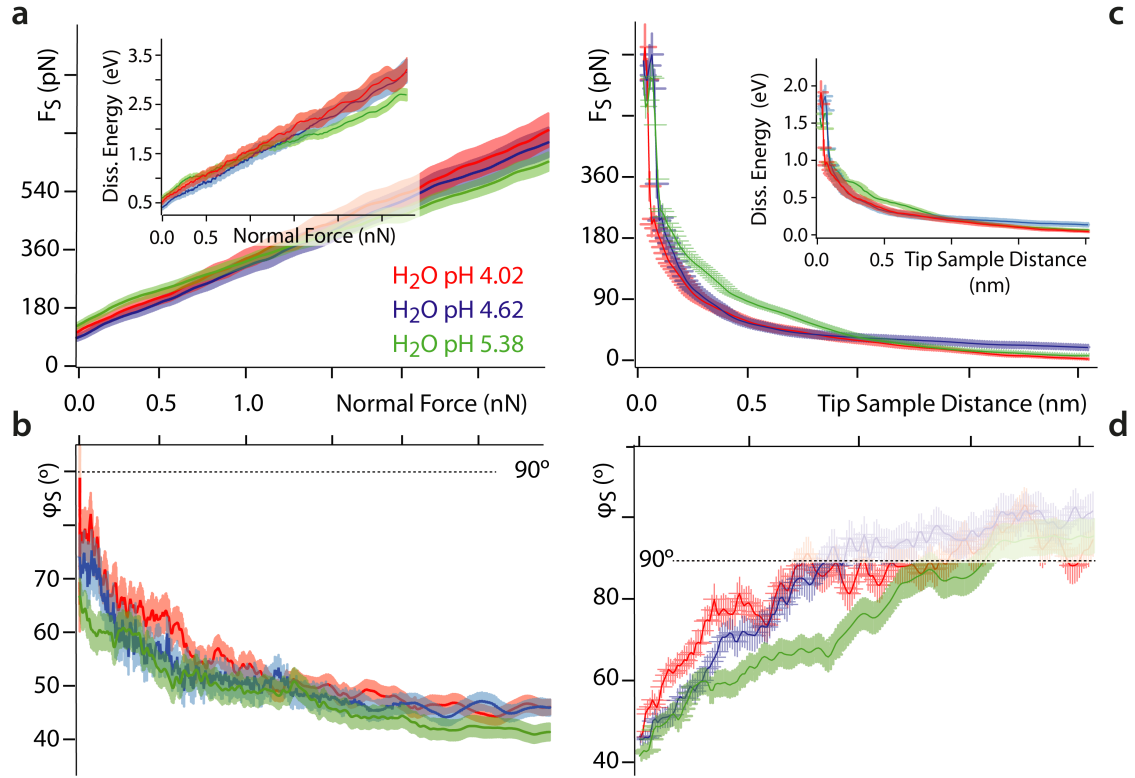 a
Fs (pN)
540
360
180
0
0.0
0.5
1.0
Normal Force (nN)
Diss. Energy (eV)
3.5
2.5
1.5
0.5
0.0
0.5
Normal Force (nN)
H2O pH 4.02
H2O pH 4.62
H2O pH 5.38
c
Fs (pN)
360
180
90
0
0.0
0.5
Tip Sample Distance (nm)
Diss. Energy (eV)
2.0
1.5
1.0
0.5
0.0
0.0
0.5
Tip Sample Distance
(nm)
b
φs (º)
90º
70
60
50
40
d
φs (º)
90º
80
60
40